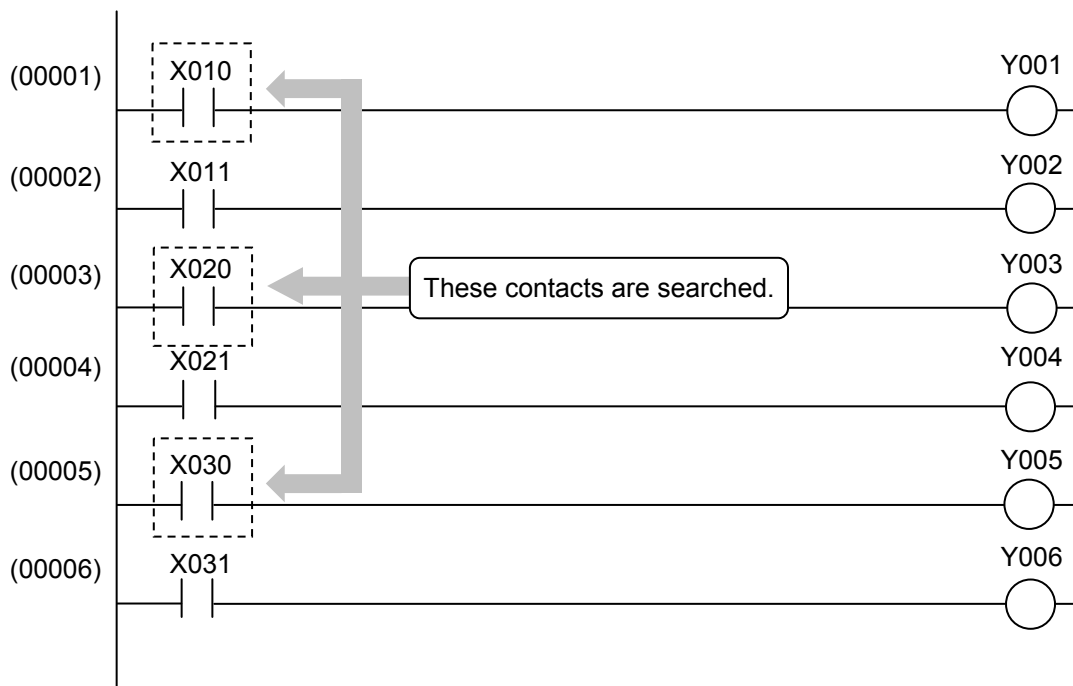 (00001) X010 Y001
(00002) X011 Y002
(00003) X020 Y003
These contacts are searched.
(00004) X021 Y004
(00005) X030 Y005
(00006) X031 Y006